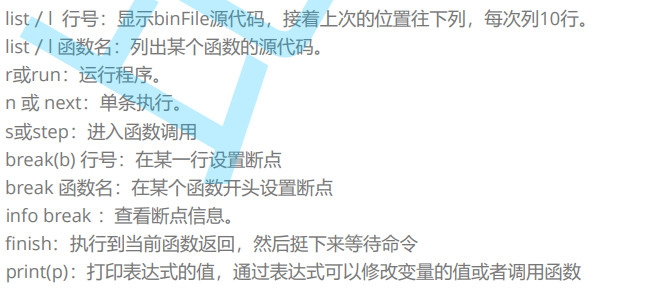 list / l 行号：显示binFile源代码，接着上次的位置往下列，每次列10行。
list / l 函数名：列出某个函数的源代码。
r或run：运行程序。
n 或 next：单条执行。
s或step：进入函数调用
break(b) 行号：在某一行设置断点
break 函数名：在某个函数开头设置断点
info break ：查看断点信息。
finish：执行到当前函数返回，然后挺下来等待命令
print(p)：打印表达式的值，通过表达式可以修改变量的值或者调用函数